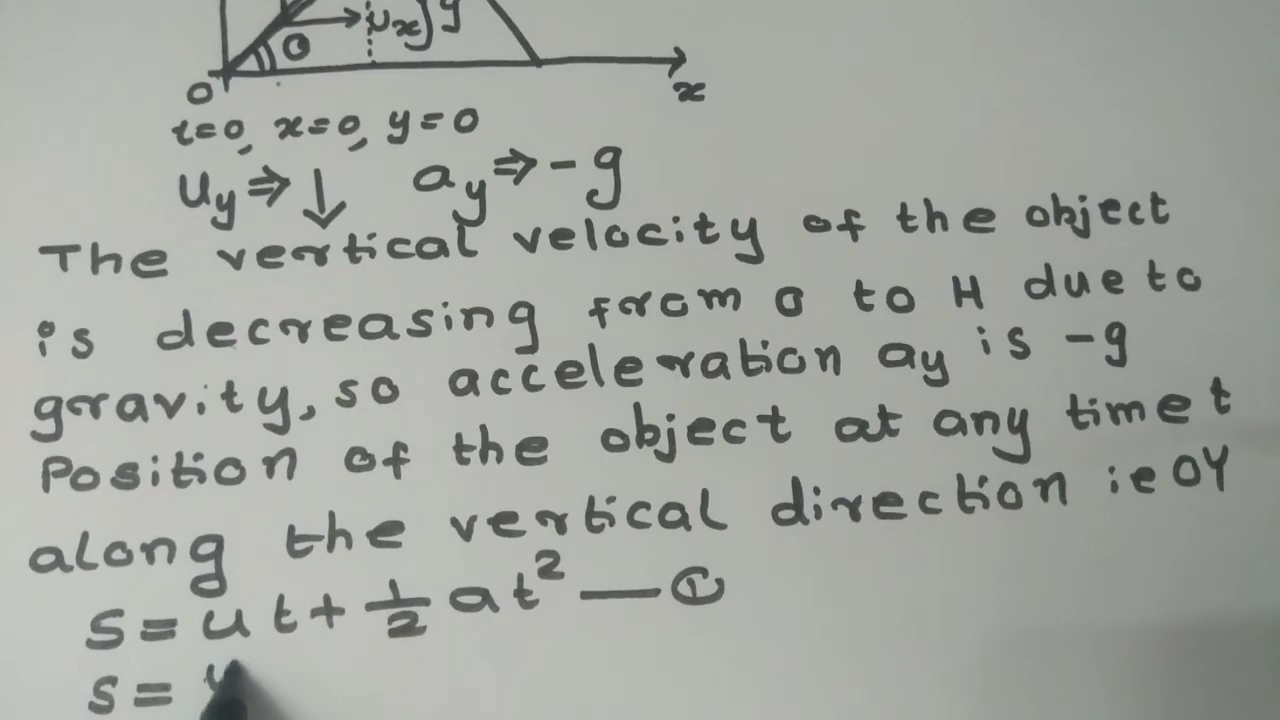 θ ux y
O x
t=0, x=0, y=0
uy ⇒ ↓ ay ⇒ -g
The vertical velocity of the object
is decreasing from O to H due to
gravity, so acceleration ay is -g
Position of the object at any time t
along the vertical direction ie OY
S = ut + 1/2 at² — ①
S =